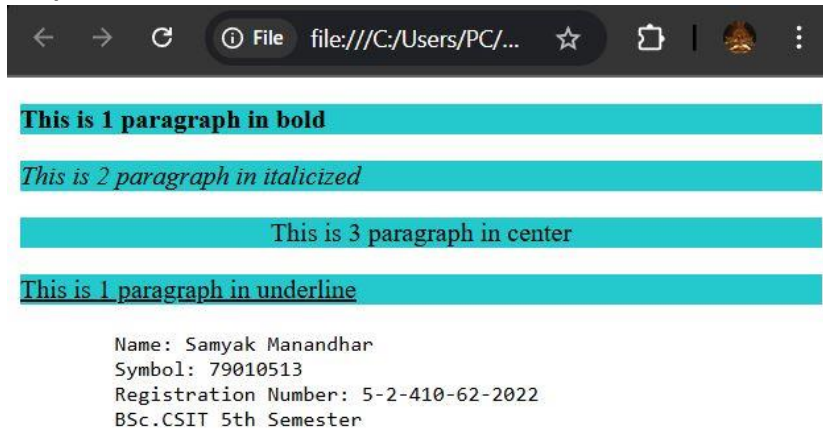 File file:///C:/Users/PC/...
This is 1 paragraph in bold
This is 2 paragraph in italicized
This is 3 paragraph in center
This is 1 paragraph in underline
Name: Samyak Manandhar
Symbol: 79010513
Registration Number: 5-2-410-62-2022
BSc.CSIT 5th Semester